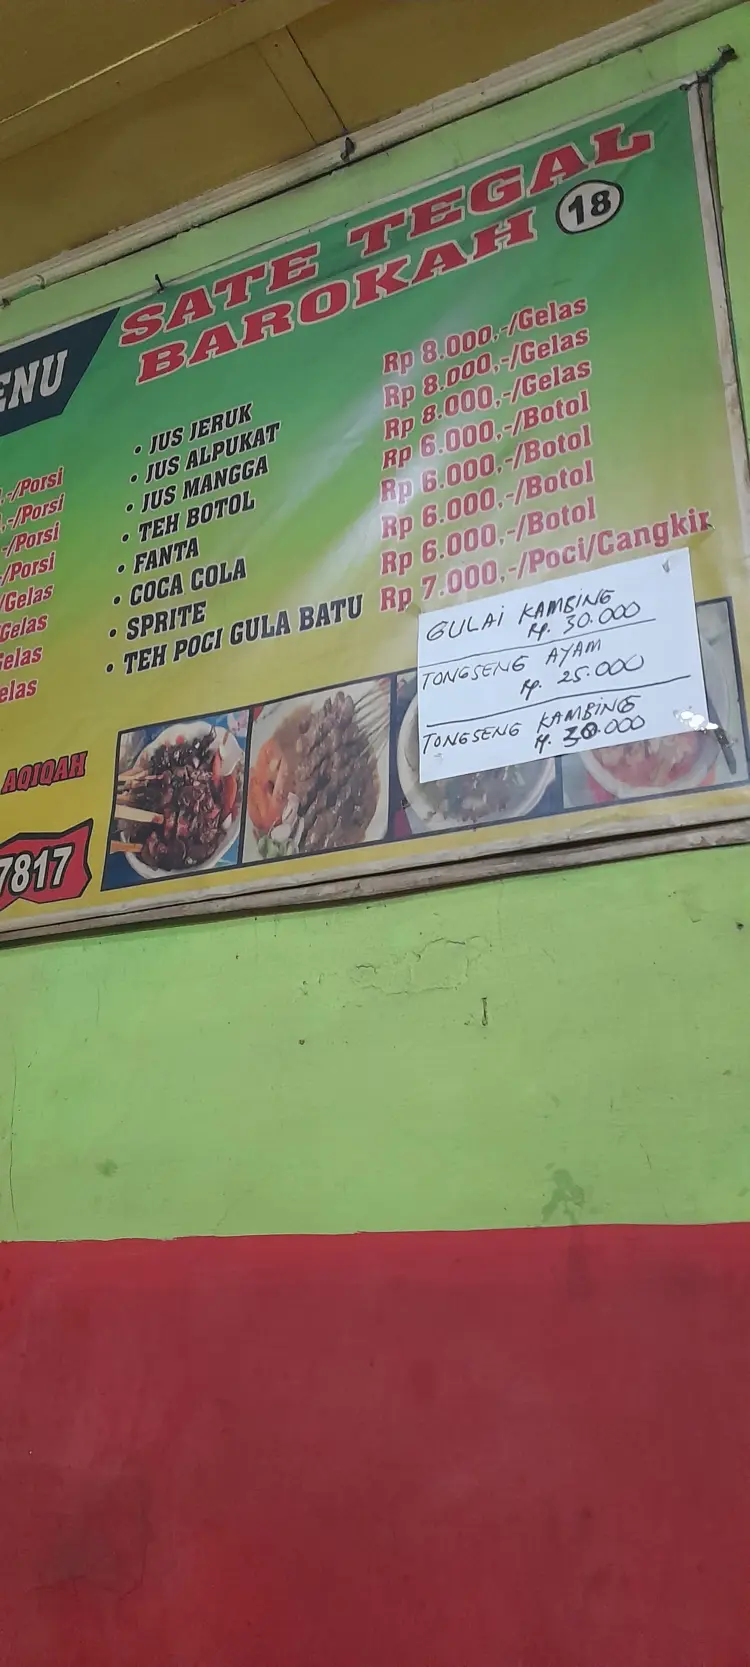 SATE TEGAL
BAROKAH 18
ENU
-/Porsi
-/Porsi
-/Porsi
/Porsi
/Gelas
Gelas
elas
elas
AQIQAH
7817
• JUS JERUK Rp 8.000,-/Gelas
• JUS ALPUKAT Rp 8.000,-/Gelas
• JUS MANGGA Rp 8.000,-/Gelas
• TEH BOTOL Rp 6.000,-/Botol
• FANTA Rp 6.000,-/Botol
• COCA COLA Rp 6.000,-/Botol
• SPRITE Rp 6.000,-/Botol
• TEH POCI GULA BATU Rp 7.000,-/Poci/Cangkir
GULAI KAMBING
Rp. 30.000
TONGSENG AYAM
Rp. 25.000
TONGSENG KAMBING
Rp. 30.000